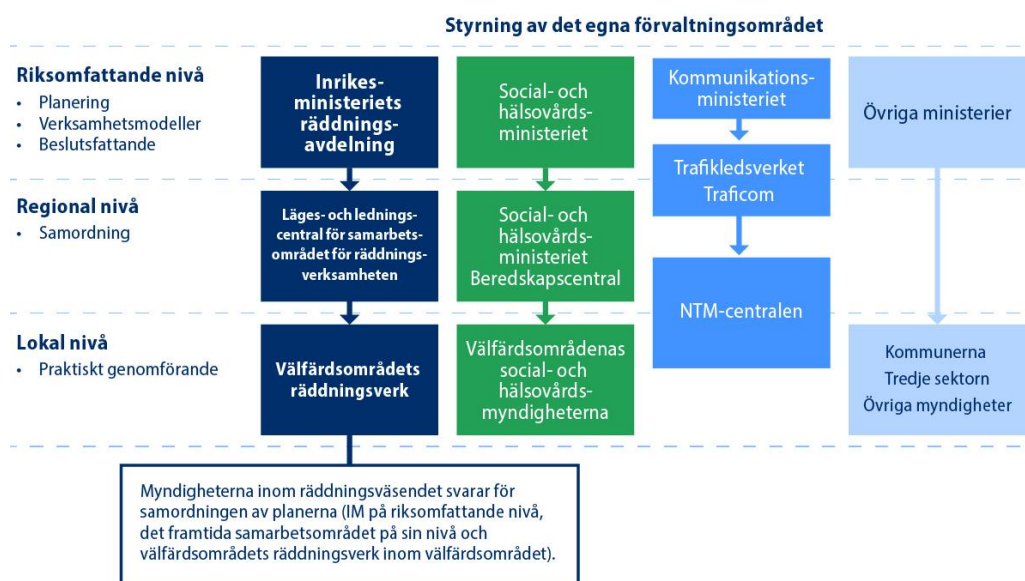 Styrning av det egna förvaltningsområdet
Riksomfattande nivå
• Planering
• Verksamhetsmodeller
• Beslutsfattande
Inrikes-
ministeriets
räddnings-
avdelning
Social- och
hälsovårds-
ministeriet
Kommunikations-
ministeriet
Trafikledsverket
Traficom
Övriga ministerier
Regional nivå
• Samordning
Läges- och lednings-
central för samarbets-
området för räddnings-
verksamheten
Social- och
hälsovårds-
ministeriet
Beredskapscentral
NTM-centralen
Lokal nivå
• Praktiskt genomförande
Välfärdsområdets
räddningsverk
Välfärdsområdenas
social- och
hälsovårds-
myndigheterna
Kommunerna
Tredje sektorn
Övriga myndigheter
Myndigheterna inom räddningsväsendet svarar för
samordningen av planerna (IM på riksomfattande nivå,
det framtida samarbetsområdet på sin nivå och
välfärdsområdets räddningsverk inom välfärdsområdet).